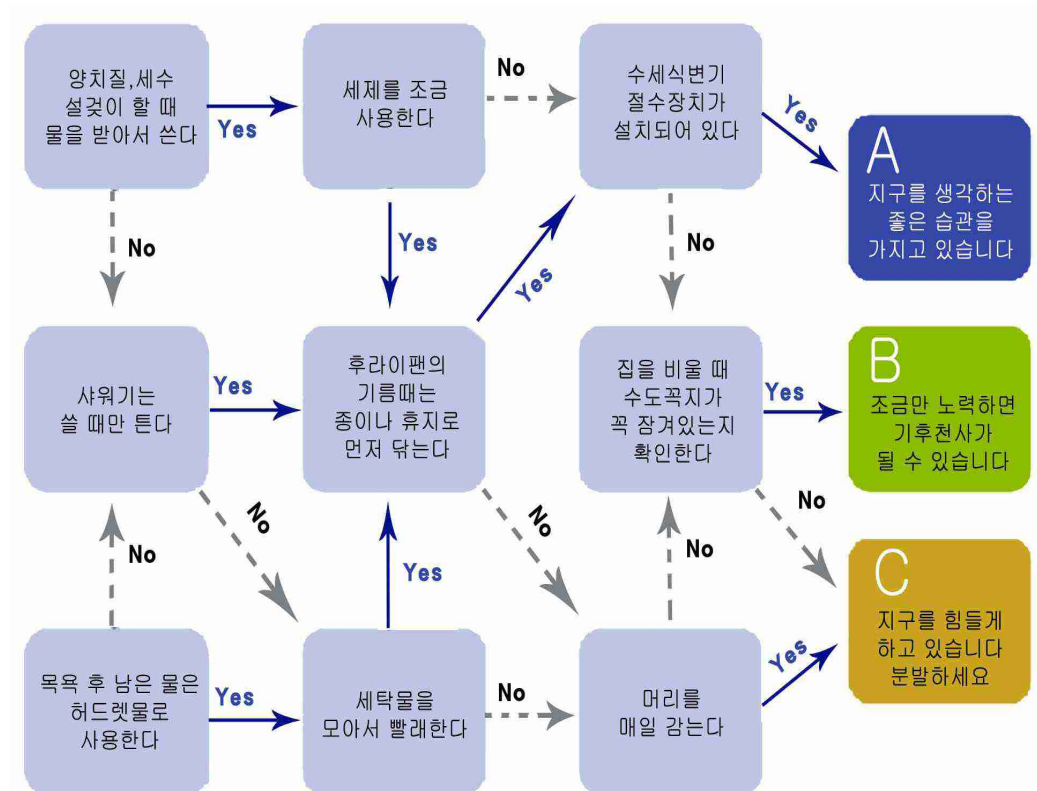 양치질,세수
설겆이 할 때
물을 받아서 쓴다
Yes
세제를 조금
사용한다
No
수세식변기
절수장치가
설치되어 있다
Yes
A
지구를 생각하는
좋은 습관을
가지고 있습니다
No
Yes
Yes
No
샤워기는
쓸 때만 튼다
Yes
후라이팬의
기름때는
종이나 휴지로
먼저 닦는다
집을 비울 때
수도꼭지가
꼭 잠겨있는지
확인한다
Yes
B
조금만 노력하면
기후천사가
될 수 있습니다
No
No
Yes
No
No
No
C
지구를 힘들게
하고 있습니다
분발하세요
목욕 후 남은 물은
허드렛물로
사용한다
Yes
세탁물을
모아서 빨래한다
No
머리를
매일 감는다
Yes